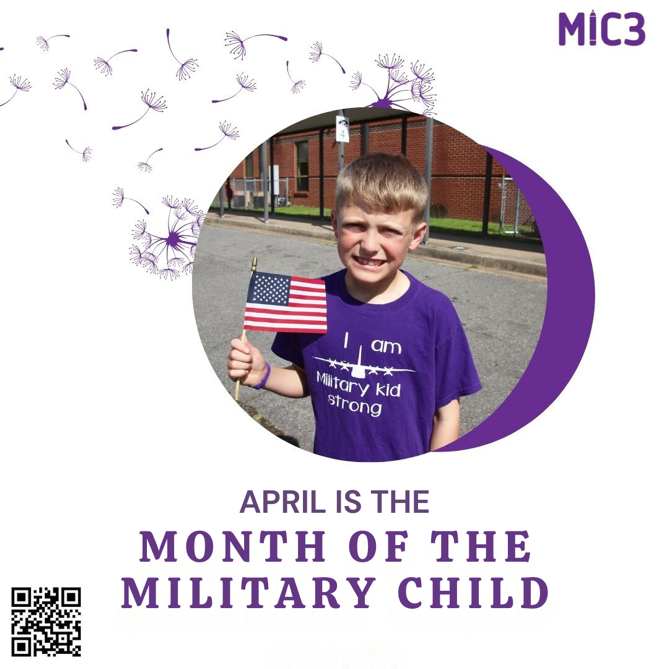 MIC3
4
I am
Military kid
strong
APRIL IS THE
MONTH OF THE
MILITARY CHILD